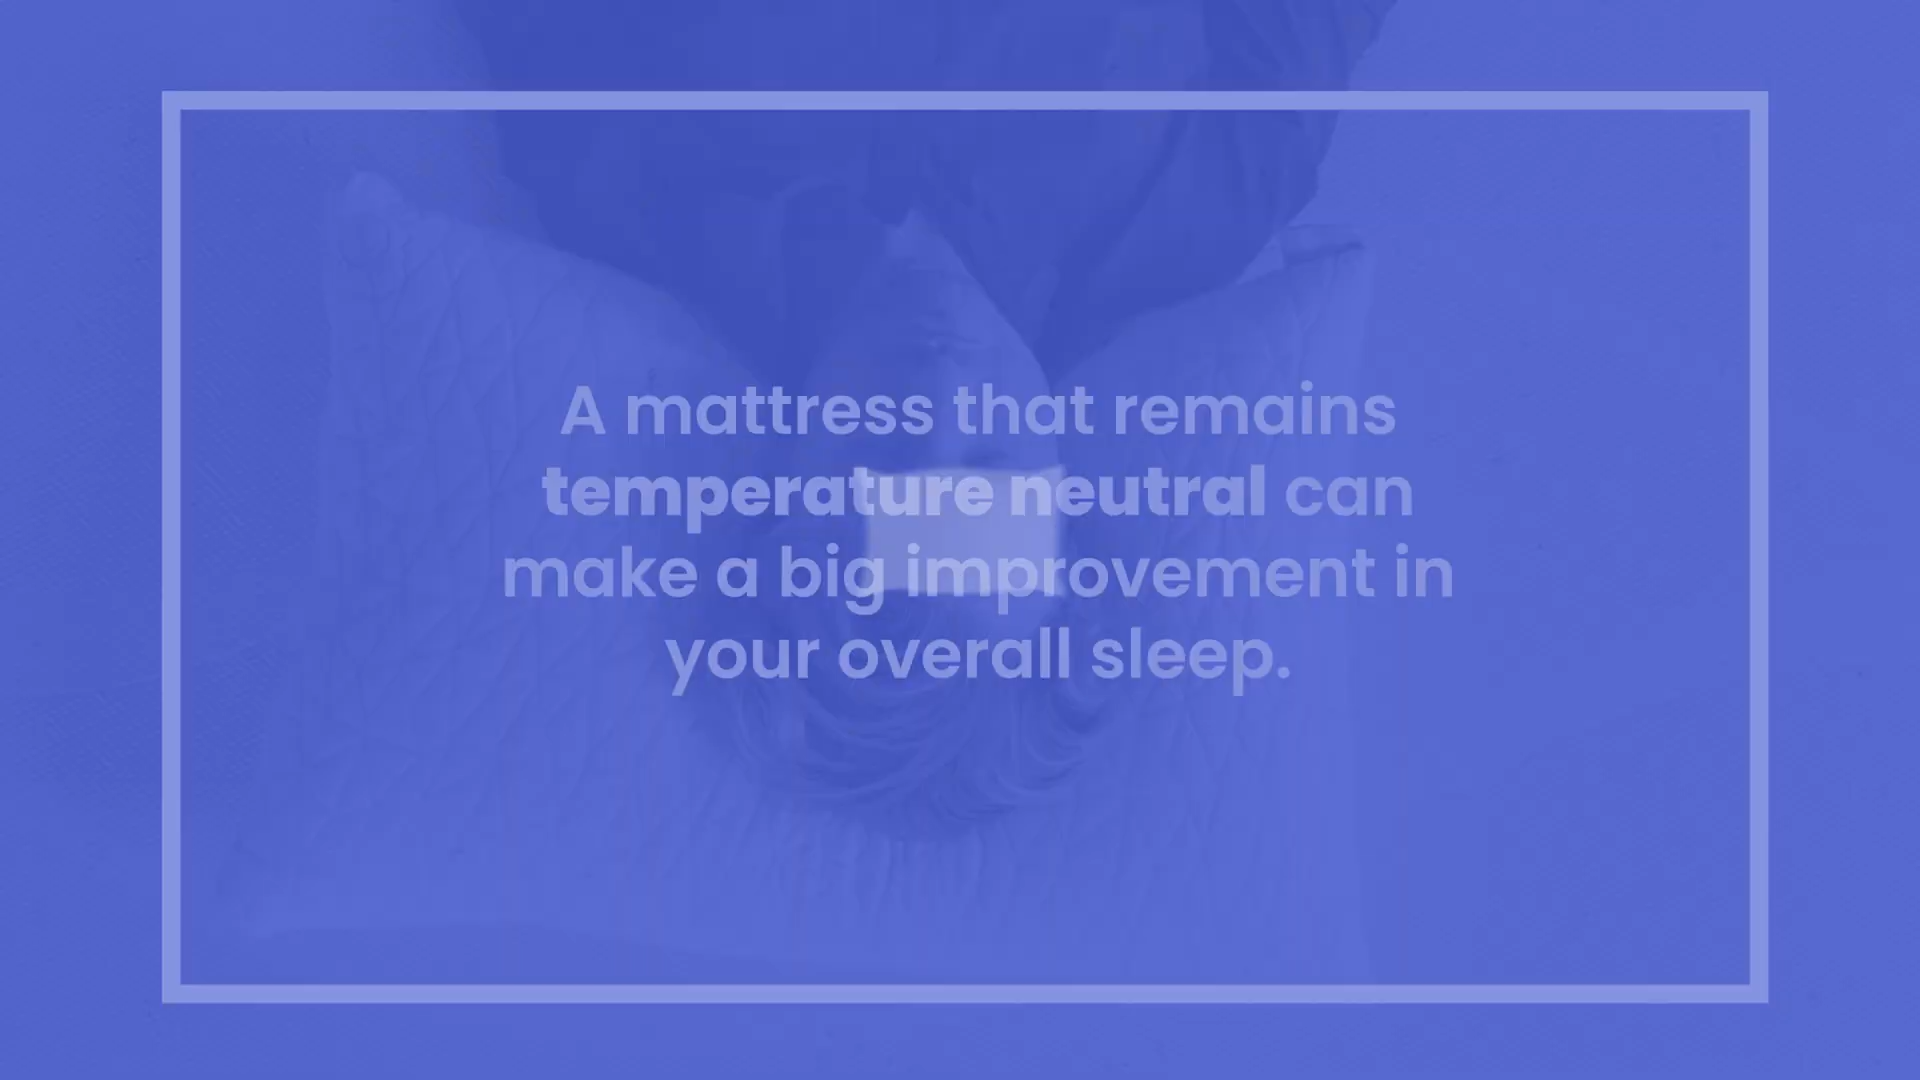 A mattress that remains
temperature neutral can
make a big improvement in
your overall sleep.